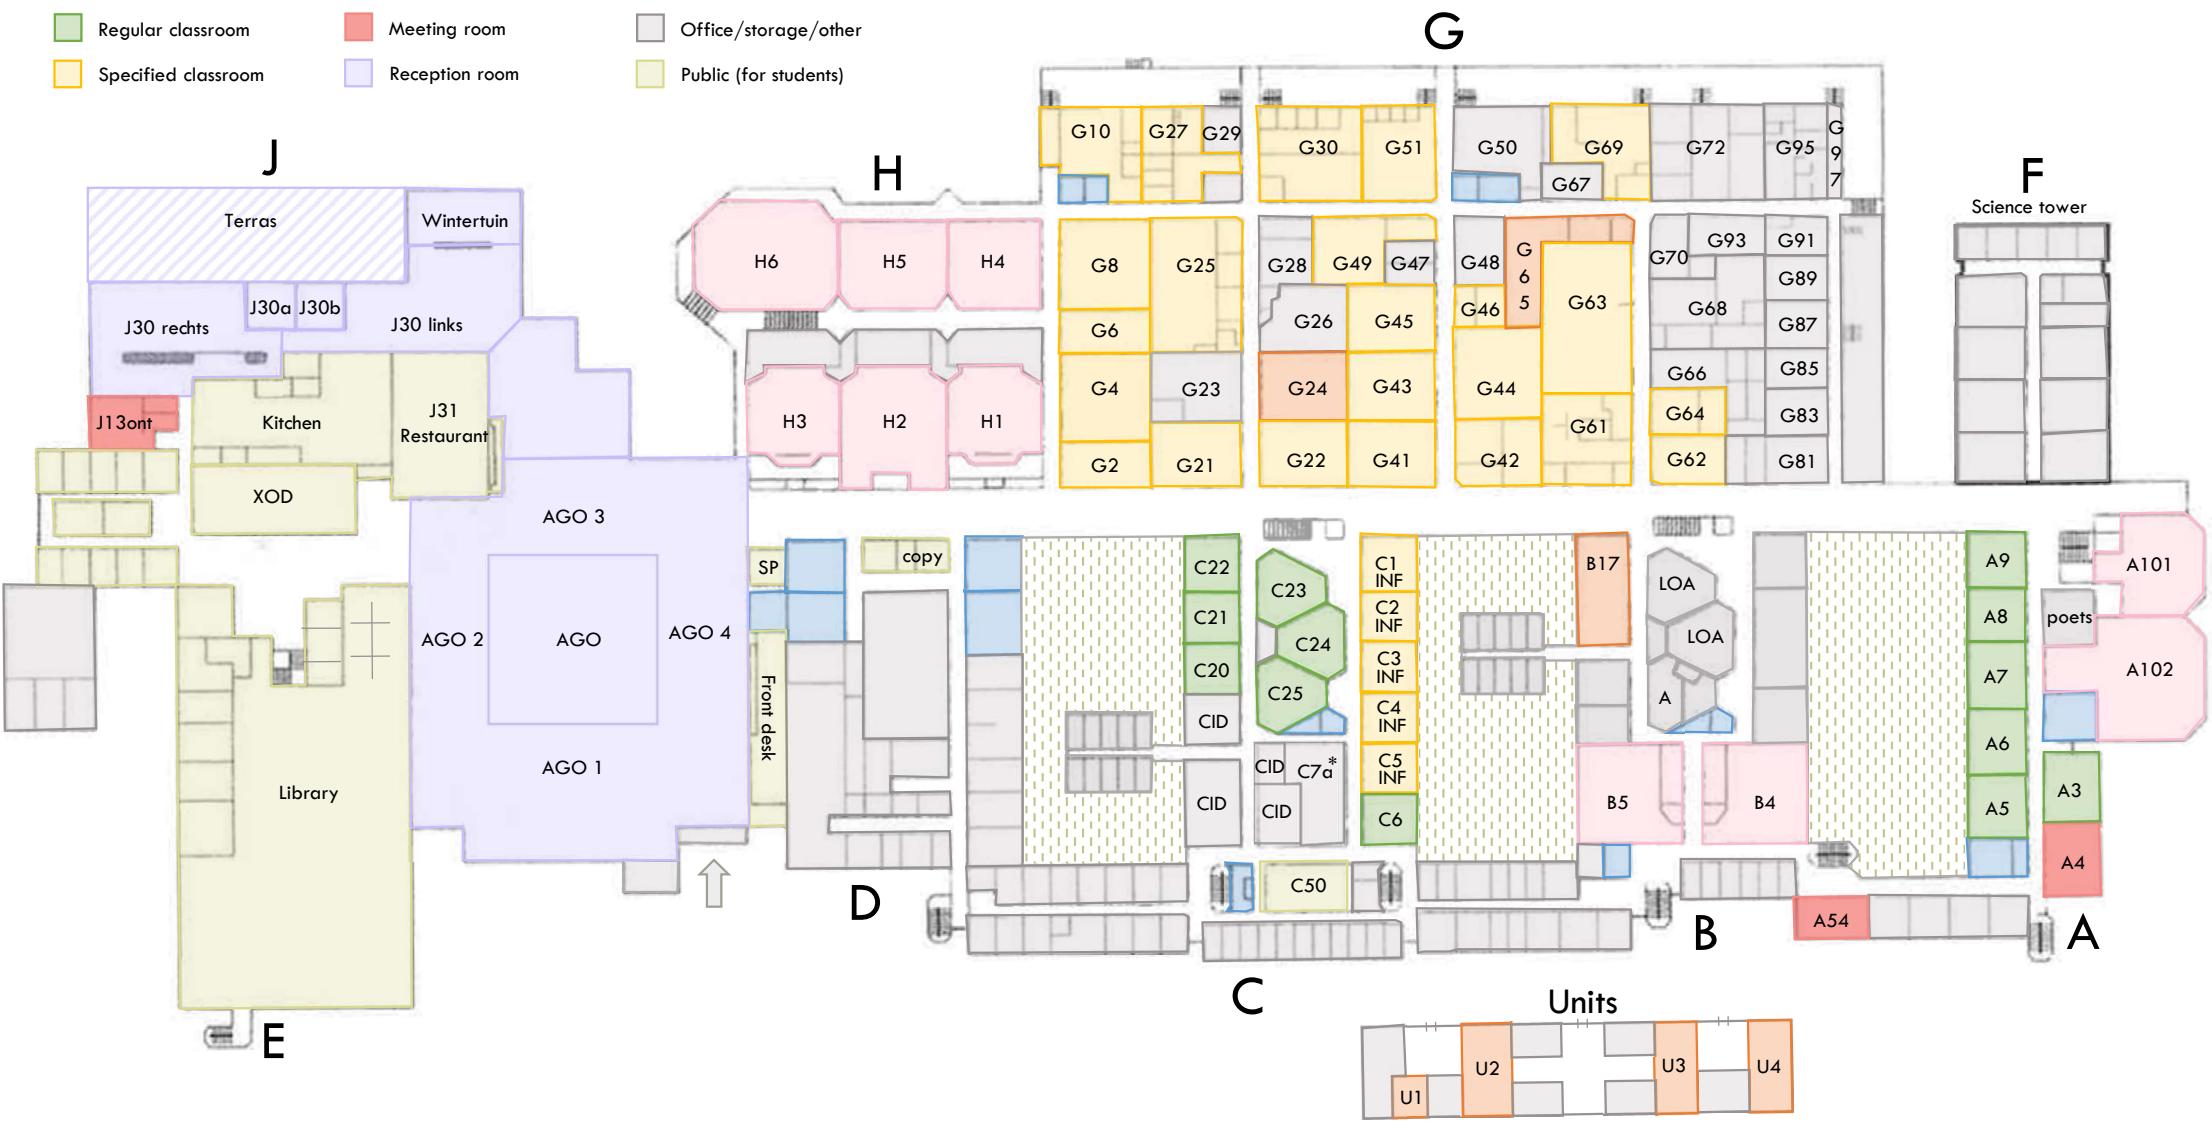 Regular classroom
Meeting room
Office/storage/other
Specified classroom
Reception room
Public (for students)
G
J
H
F
Science tower
Terras
Wintertuin
J30a
J30b
J30 rechts
J30 links
J13ont
Kitchen
J31
Restaurant
XOD
H6
H5
H4
H3
H2
H1
G10
G27
G29
G30
G51
G50
G69
G67
G72
G95
G
9
7
G8
G25
G6
G4
G23
G2
G21
G28
G49
G47
G26
G45
G24
G43
G22
G41
G48
G
6
5
G46
G63
G44
G61
G42
G70
G93
G91
G89
G68
G87
G66
G85
G64
G83
G62
G81
AGO 3
AGO 2
AGO
AGO 4
AGO 1
SP
copy
Front desk
Library
E
D
C22
C21
C20
CID
CID
C23
C24
C25
CID
C7a*
CID
C50
C1
INF
C2
INF
C3
INF
C4
INF
C5
INF
C6
C
B17
LOA
LOA
A
B5
B4
B
A9
A8
A7
A6
A5
A101
poets
A102
A3
A4
A54
A
Units
U1
U2
U3
U4